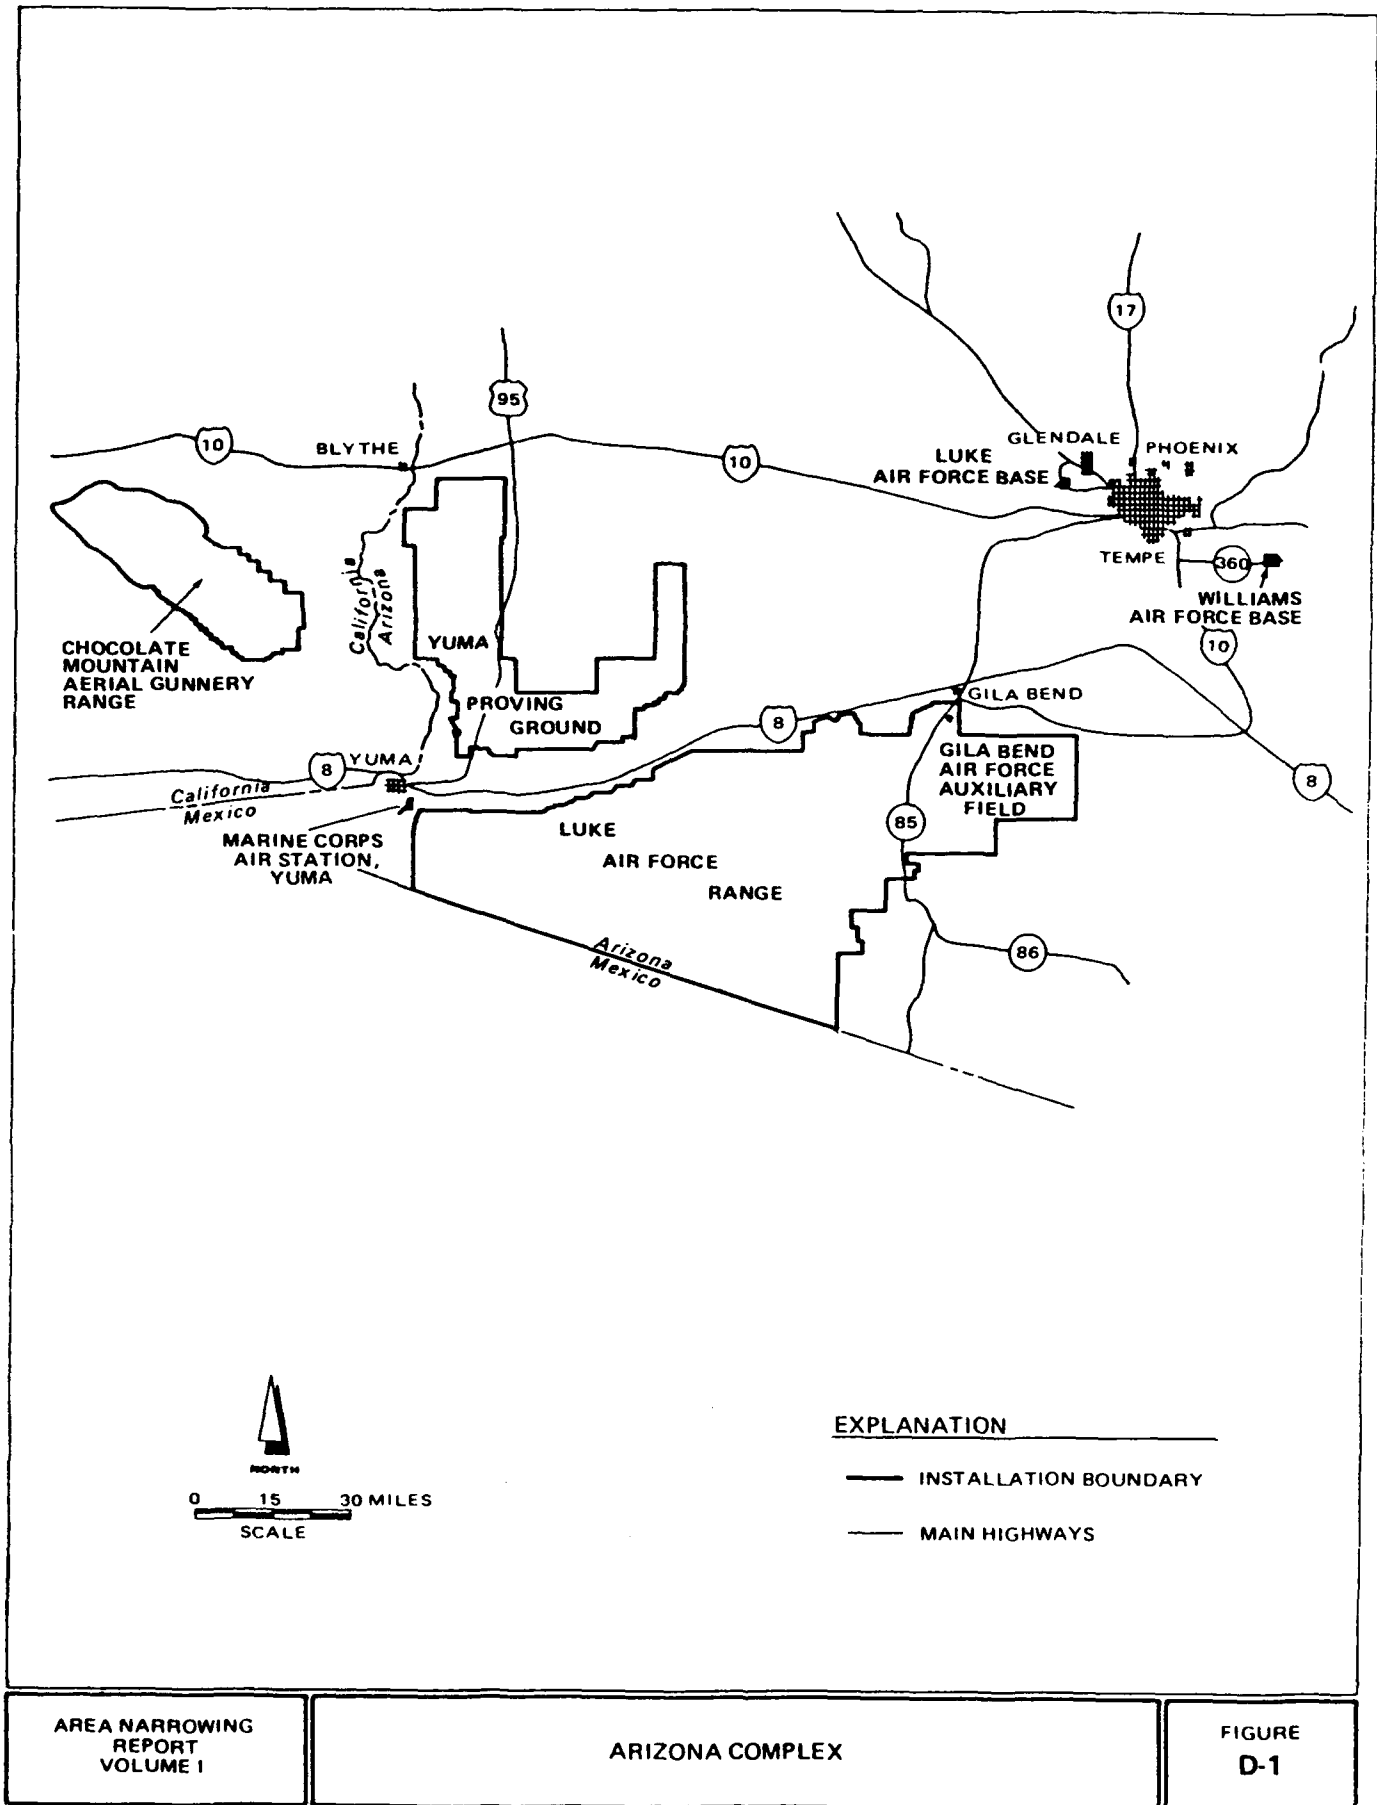 17
95
10
BLYTHE
10
GLENDALE
PHOENIX
LUKE
AIR FORCE BASE
TEMPE
360
WILLIAMS
AIR FORCE BASE
10
California
Arizona
CHOCOLATE
MOUNTAIN
AERIAL GUNNERY
RANGE
YUMA
PROVING
GROUND
GILA BEND
8
YUMA
8
GILA BEND
AIR FORCE
AUXILIARY
FIELD
8
California
Mexico
MARINE CORPS
AIR STATION,
YUMA
LUKE
AIR FORCE
RANGE
85
86
Arizona
Mexico
NORTH
0 15 30 MILES
SCALE
EXPLANATION
INSTALLATION BOUNDARY
MAIN HIGHWAYS
AREA NARROWING
REPORT
VOLUME I
ARIZONA COMPLEX
FIGURE
D-1